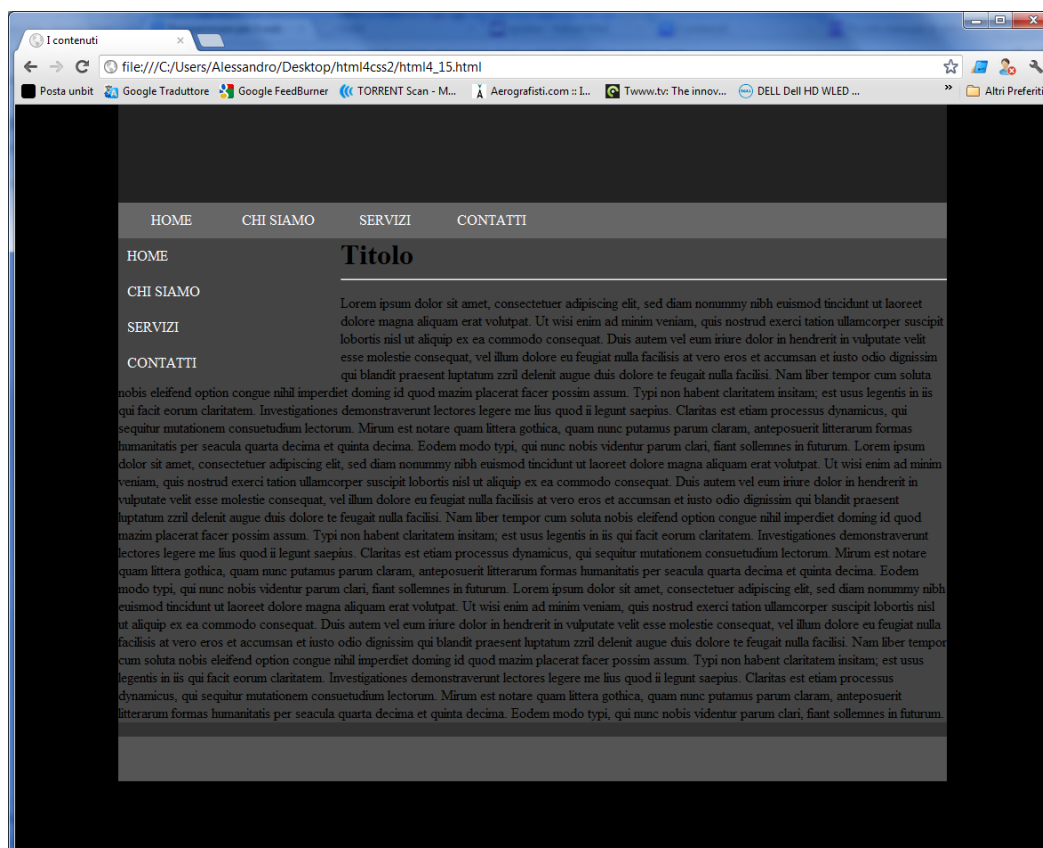 I contenuti
file:///C:/Users/Alessandro/Desktop/html4css2/html4_15.html
Posta unbit Google Traduttore Google FeedBurner TORRENT Scan - M... Aerografisti.com :: I... Twww.tv: The innov... DELL Dell HD WLED ... » Altri Preferiti
HOME CHI SIAMO SERVIZI CONTATTI
HOME
CHI SIAMO
SERVIZI
CONTATTI
Titolo
Lorem ipsum dolor sit amet, consectetuer adipiscing elit, sed diam nonummy nibh euismod tincidunt ut laoreet
dolore magna aliquam erat volutpat. Ut wisi enim ad minim veniam, quis nostrud exerci tation ullamcorper suscipit
lobortis nisl ut aliquip ex ea commodo consequat. Duis autem vel eum iriure dolor in hendrerit in vulputate velit
esse molestie consequat, vel illum dolore eu feugiat nulla facilisis at vero eros et accumsan et iusto odio dignissim
qui blandit praesent luptatum zzril delenit augue duis dolore te feugait nulla facilisi. Nam liber tempor cum soluta
nobis eleifend option congue nihil imperdiet doming id quod mazim placerat facer possim assum. Typi non habent claritatem insitam; est usus legentis in iis
qui facit eorum claritatem. Investigationes demonstraverunt lectores legere me lius quod ii legunt saepius. Claritas est etiam processus dynamicus, qui
sequitur mutationem consuetudium lectorum. Mirum est notare quam littera gothica, quam nunc putamus parum claram, anteposuerit litterarum formas
humanitatis per seacula quarta decima et quinta decima. Eodem modo typi, qui nunc nobis videntur parum clari, fiant sollemnes in futurum. Lorem ipsum
dolor sit amet, consectetuer adipiscing elit, sed diam nonummy nibh euismod tincidunt ut laoreet dolore magna aliquam erat volutpat. Ut wisi enim ad minim
veniam, quis nostrud exerci tation ullamcorper suscipit lobortis nisl ut aliquip ex ea commodo consequat. Duis autem vel eum iriure dolor in hendrerit in
vulputate velit esse molestie consequat, vel illum dolore eu feugiat nulla facilisis at vero eros et accumsan et iusto odio dignissim qui blandit praesent
luptatum zzril delenit augue duis dolore te feugait nulla facilisi. Nam liber tempor cum soluta nobis eleifend option congue nihil imperdiet doming id quod
mazim placerat facer possim assum. Typi non habent claritatem insitam; est usus legentis in iis qui facit eorum claritatem. Investigationes demonstraverunt
lectores legere me lius quod ii legunt saepius. Claritas est etiam processus dynamicus, qui sequitur mutationem consuetudium lectorum. Mirum est notare
quam littera gothica, quam nunc putamus parum claram, anteposuerit litterarum formas humanitatis per seacula quarta decima et quinta decima. Eodem
modo typi, qui nunc nobis videntur parum clari, fiant sollemnes in futurum. Lorem ipsum dolor sit amet, consectetuer adipiscing elit, sed diam nonummy nibh
euismod tincidunt ut laoreet dolore magna aliquam erat volutpat. Ut wisi enim ad minim veniam, quis nostrud exerci tation ullamcorper suscipit lobortis nisl
ut aliquip ex ea commodo consequat. Duis autem vel eum iriure dolor in hendrerit in vulputate velit esse molestie consequat, vel illum dolore eu feugiat nulla
facilisis at vero eros et accumsan et iusto odio dignissim qui blandit praesent luptatum zzril delenit augue duis dolore te feugait nulla facilisi. Nam liber tempor
cum soluta nobis eleifend option congue nihil imperdiet doming id quod mazim placerat facer possim assum. Typi non habent claritatem insitam; est usus
legentis in iis qui facit eorum claritatem. Investigationes demonstraverunt lectores legere me lius quod ii legunt saepius. Claritas est etiam processus
dynamicus, qui sequitur mutationem consuetudium lectorum. Mirum est notare quam littera gothica, quam nunc putamus parum claram, anteposuerit
litterarum formas humanitatis per seacula quarta decima et quinta decima. Eodem modo typi, qui nunc nobis videntur parum clari, fiant sollemnes in futurum.